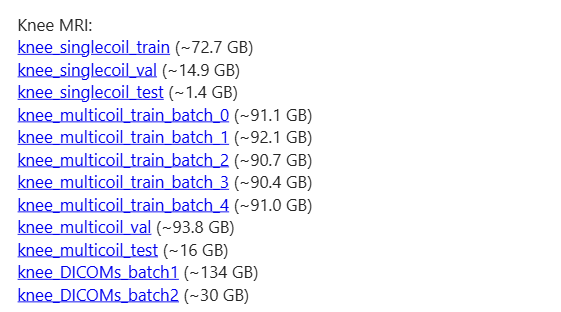 Knee MRI:
knee_singlecoil_train (~72.7 GB)
knee_singlecoil_val (~14.9 GB)
knee_singlecoil_test (~1.4 GB)
knee_multicoil_train_batch_0 (~91.1 GB)
knee_multicoil_train_batch_1 (~92.1 GB)
knee_multicoil_train_batch_2 (~90.7 GB)
knee_multicoil_train_batch_3 (~90.4 GB)
knee_multicoil_train_batch_4 (~91.0 GB)
knee_multicoil_val (~93.8 GB)
knee_multicoil_test (~16 GB)
knee_DICOMs_batch1 (~134 GB)
knee_DICOMs_batch2 (~30 GB)